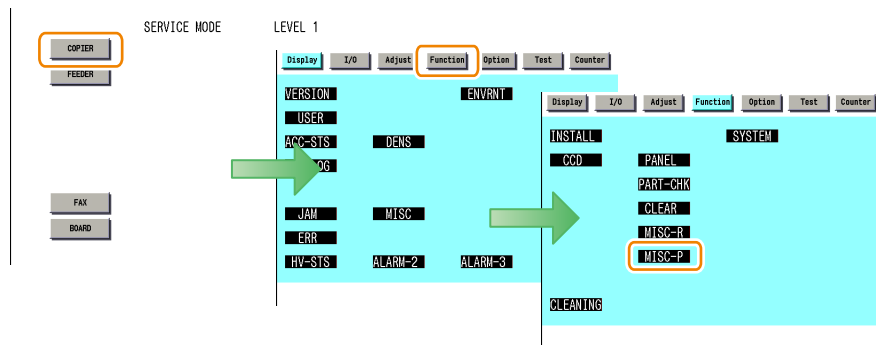 SERVICE MODE LEVEL 1
COPIER
FEEDER
FAX
BOARD
Display I/O Adjust Function Option Test Counter
VERSION ENVRNT
USER
ACC-STS DENS
OG
JAM MISC
ERR
HV-STS ALARM-2 ALARM-3
Display I/O Adjust Function Option Test Counter
INSTALL SYSTEM
CCD PANEL
PART-CHK
CLEAR
MISC-R
MISC-P
CLEANING